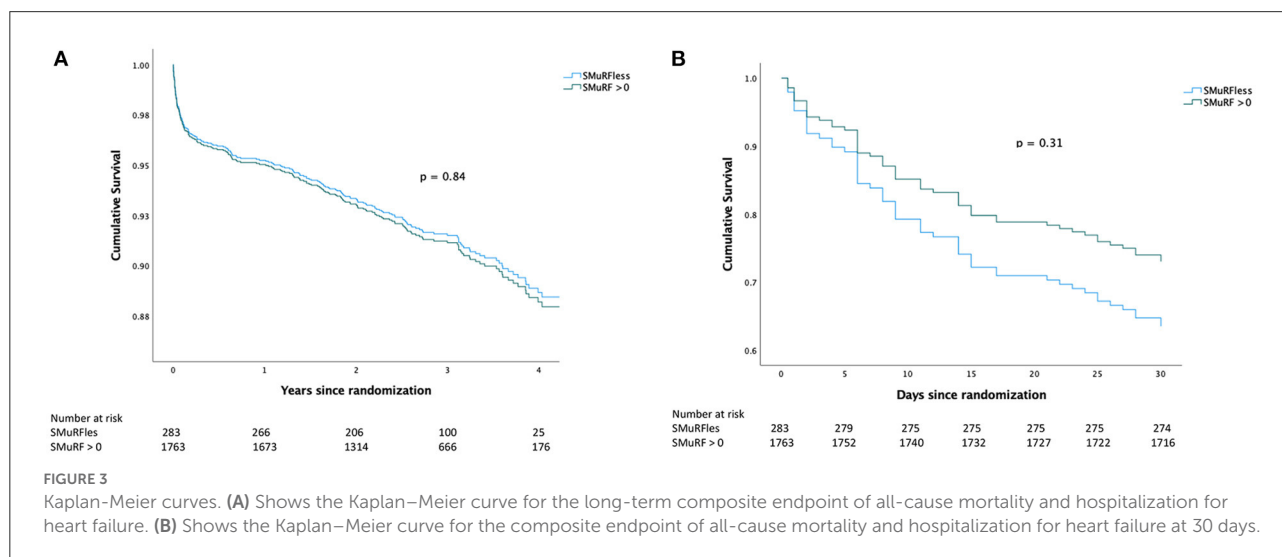 A
SMuRFless
SMuRF > 0
1.00
0.98
0.95
0.93
0.90
0.88
Cumulative Survival
p = 0.84
0 1 2 3 4
Years since randomization
Number at risk
SMuRFles 283 266 206 100 25
SMuRF > 0 1763 1673 1314 666 176
B
SMuRFless
SMuRF > 0
1.0
0.9
0.8
0.7
0.6
Cumulative Survival
p = 0.31
0 5 10 15 20 25 30
Days since randomization
Number at risk
SMuRFles 283 279 275 275 275 275 274
SMuRF > 0 1763 1752 1740 1732 1727 1722 1716
FIGURE 3
Kaplan-Meier curves. (A) Shows the Kaplan–Meier curve for the long-term composite endpoint of all-cause mortality and hospitalization for
heart failure. (B) Shows the Kaplan–Meier curve for the composite endpoint of all-cause mortality and hospitalization for heart failure at 30 days.